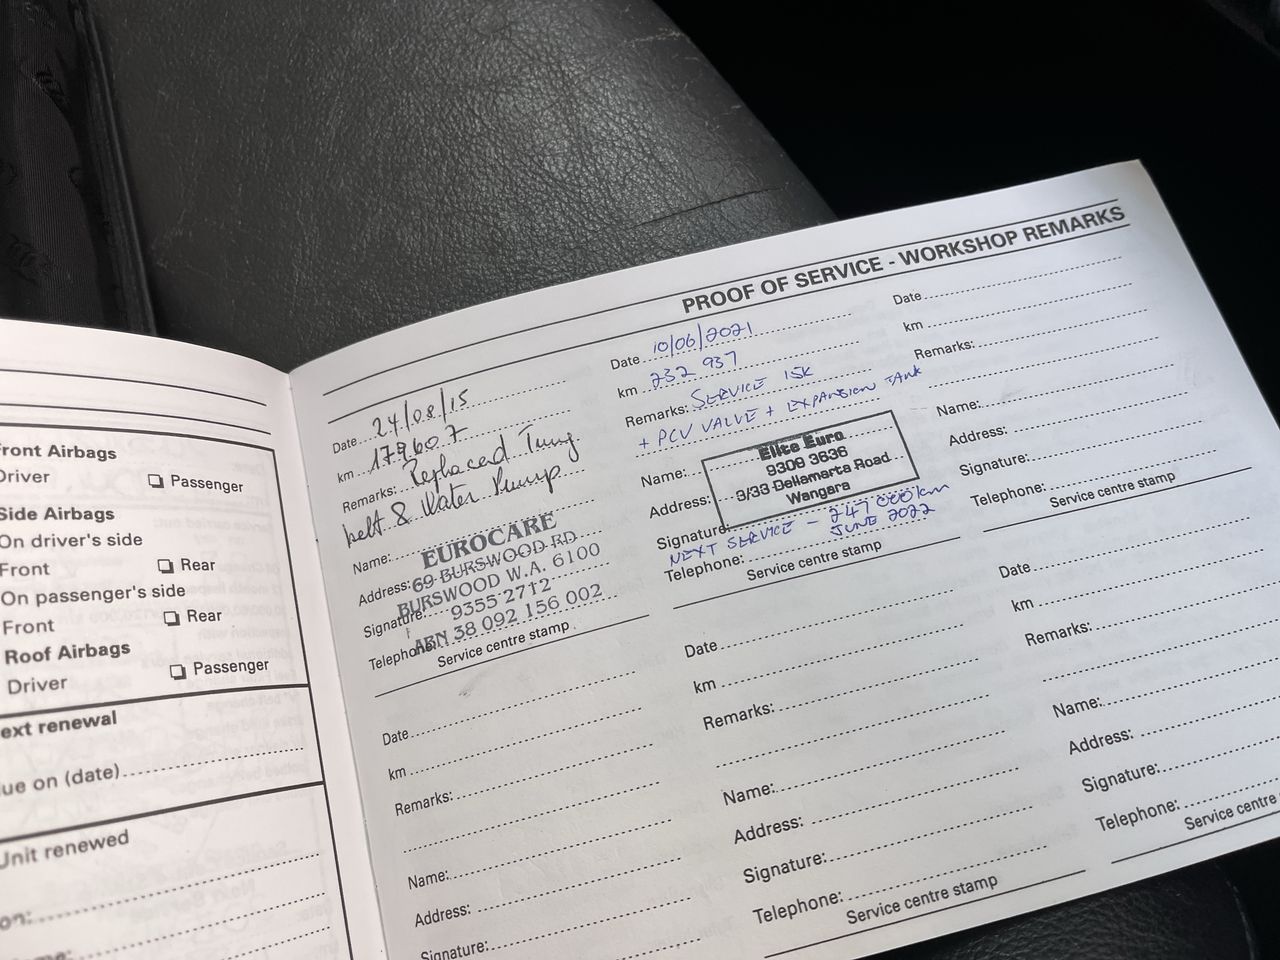 PROOF OF SERVICE - WORKSHOP REMARKS
Front Airbags
Driver
❏ Passenger
Side Airbags
On driver's side
Front
❏ Rear
On passenger's side
Front
❏ Rear
Roof Airbags
Driver
❏ Passenger
ext renewal
ue on (date)
Unit renewed
on:
Date 24/08/15
km 179607
Remarks: Replaced Timing
belt & Water Pump
Name: EUROCARE
Address: 69 BURSWOOD RD
BURSWOOD W.A. 6100
Signature: 9355 2712
Telephone: ABN 38 092 156 002
Service centre stamp
Date 10/06/2021
km 232 937
Remarks: SERVICE 15K
+ PCV VALVE + EXPANSION TANK
Name: Elite Euro
9309 3636
Address: 3/33 Dellamarta Road
Wangara
Signature:
NEXT SERVICE - 247 000km
JUNE 2022
Telephone:
Service centre stamp
Date
km
Remarks:
Name:
Address:
Signature:
Telephone:
Service centre stamp
Date
km
Remarks:
Name:
Address:
Signature:
Date
km
Remarks:
Name:
Address:
Signature:
Telephone:
Service centre stamp
Date
km
Remarks:
Name:
Address:
Signature:
Telephone:
Service centre